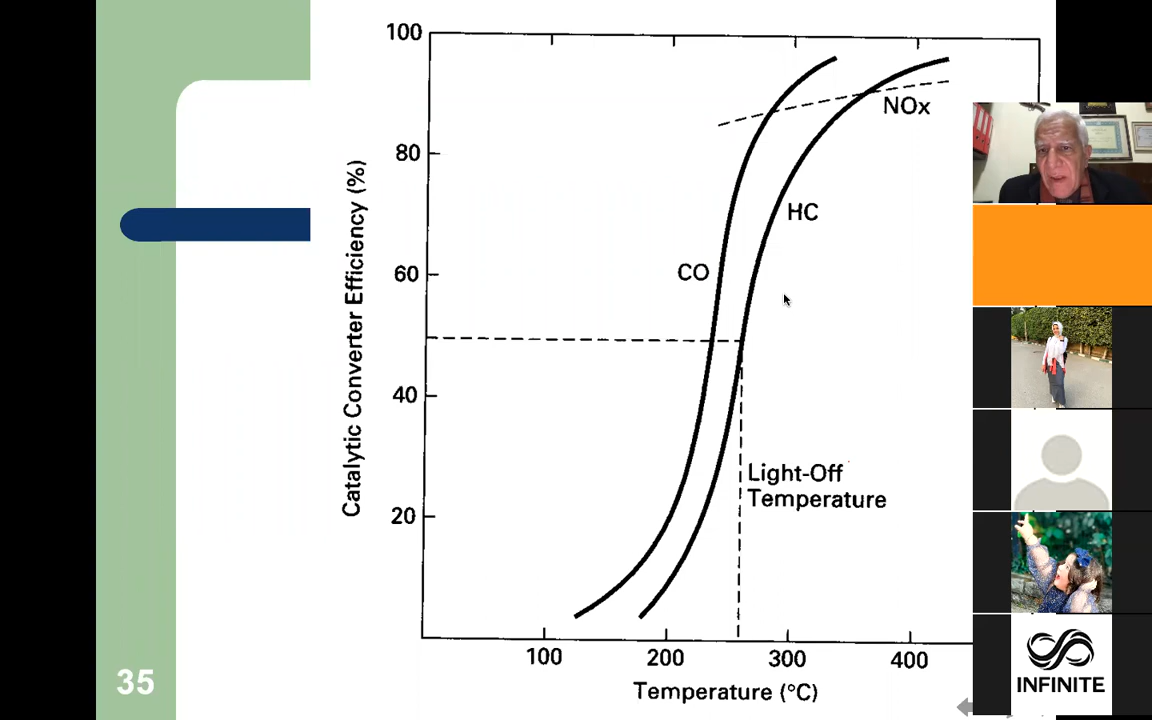 100
80
60
40
20
Catalytic Converter Efficiency (%)
NOx
HC
CO
Light-Off
Temperature
100
200
300
400
Temperature (°C)
35
INFINITE